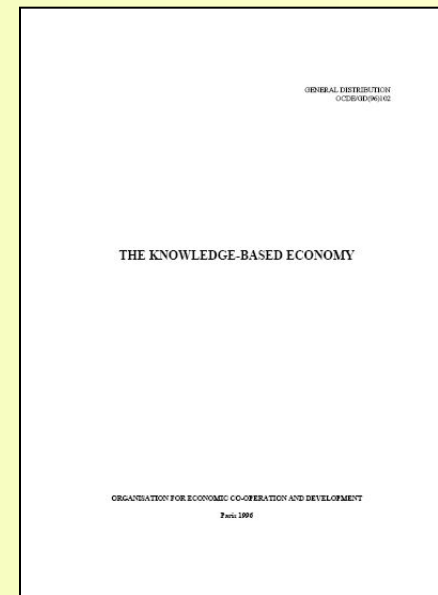 GENERAL DISTRIBUTION
OCDE/GD(96)102
THE KNOWLEDGE-BASED ECONOMY
ORGANISATION FOR ECONOMIC CO-OPERATION AND DEVELOPMENT
Paris 1996